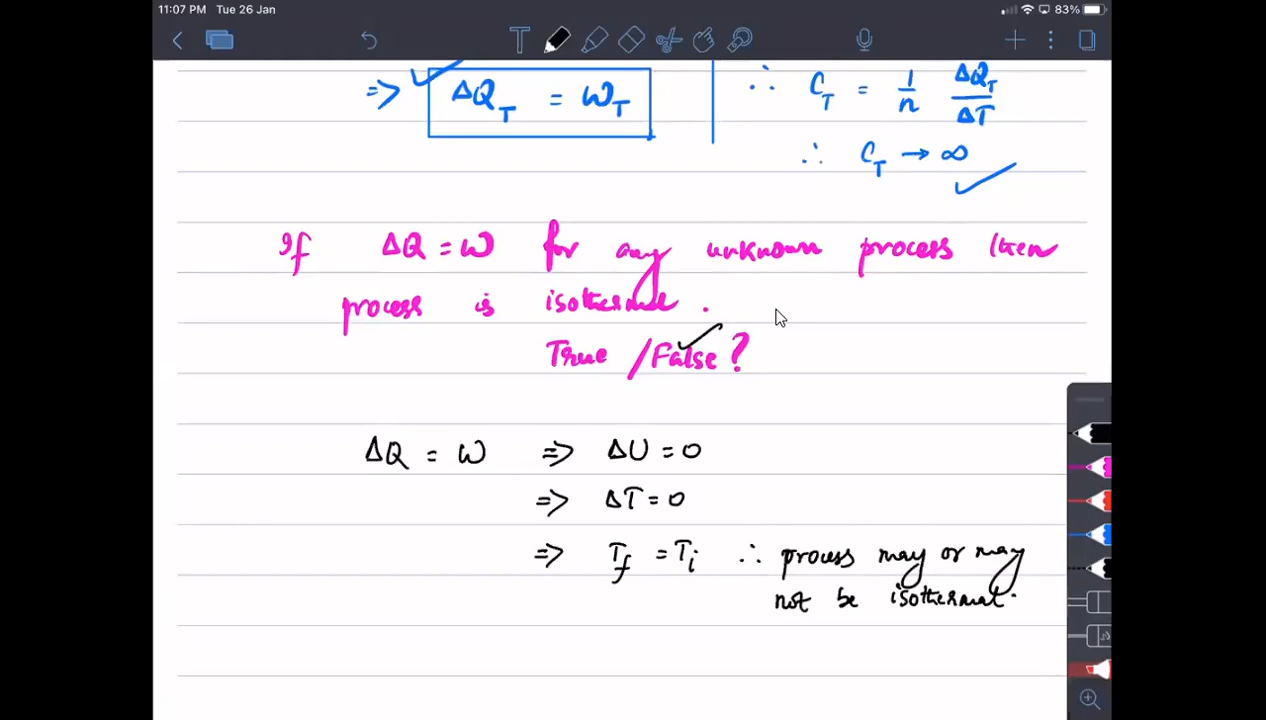 11:07 PM Tue 26 Jan 83%
T
=> ΔQ_T = W_T
∴ C_T = 1/n ΔQ_T/ΔT
∴ C_T → ∞
If ΔQ = W for any unknown process then
process is isothermal.
True / False?
ΔQ = W => ΔU = 0
=> ΔT = 0
=> T_f = T_i ∴ process may or may
not be isothermal.